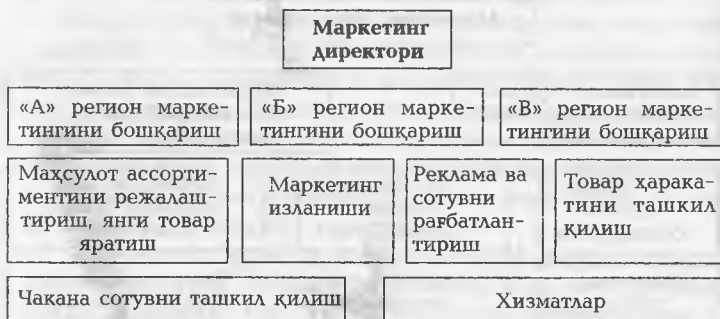 Маркетинг
директори
«А» регион марке-
тингини бошқариш
«Б» регион марке-
тингини бошқариш
«В» регион марке-
тингини бошқариш
Маҳсулот ассорти-
ментини режалаш-
тириш, янги товар
яратиш
Маркетинг
изланиши
Реклама ва
сотувни
рағбатлан-
тириш
Товар ҳарака-
тини ташкил
қилиш
Чакана сотувни ташкил қилиш
Хизматлар